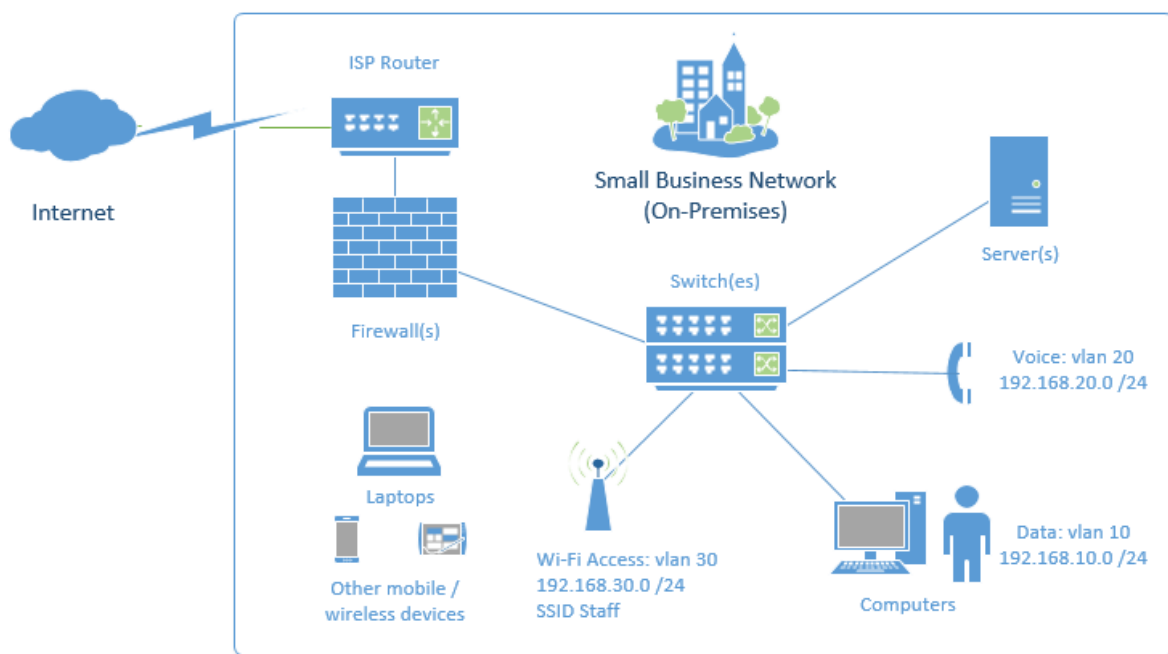 ISP Router
Internet
Small Business Network
(On-Premises)
Firewall(s)
Switch(es)
Server(s)
Voice: vlan 20
192.168.20.0 /24
Laptops
Other mobile /
wireless devices
Wi-Fi Access: vlan 30
192.168.30.0 /24
SSID Staff
Computers
Data: vlan 10
192.168.10.0 /24